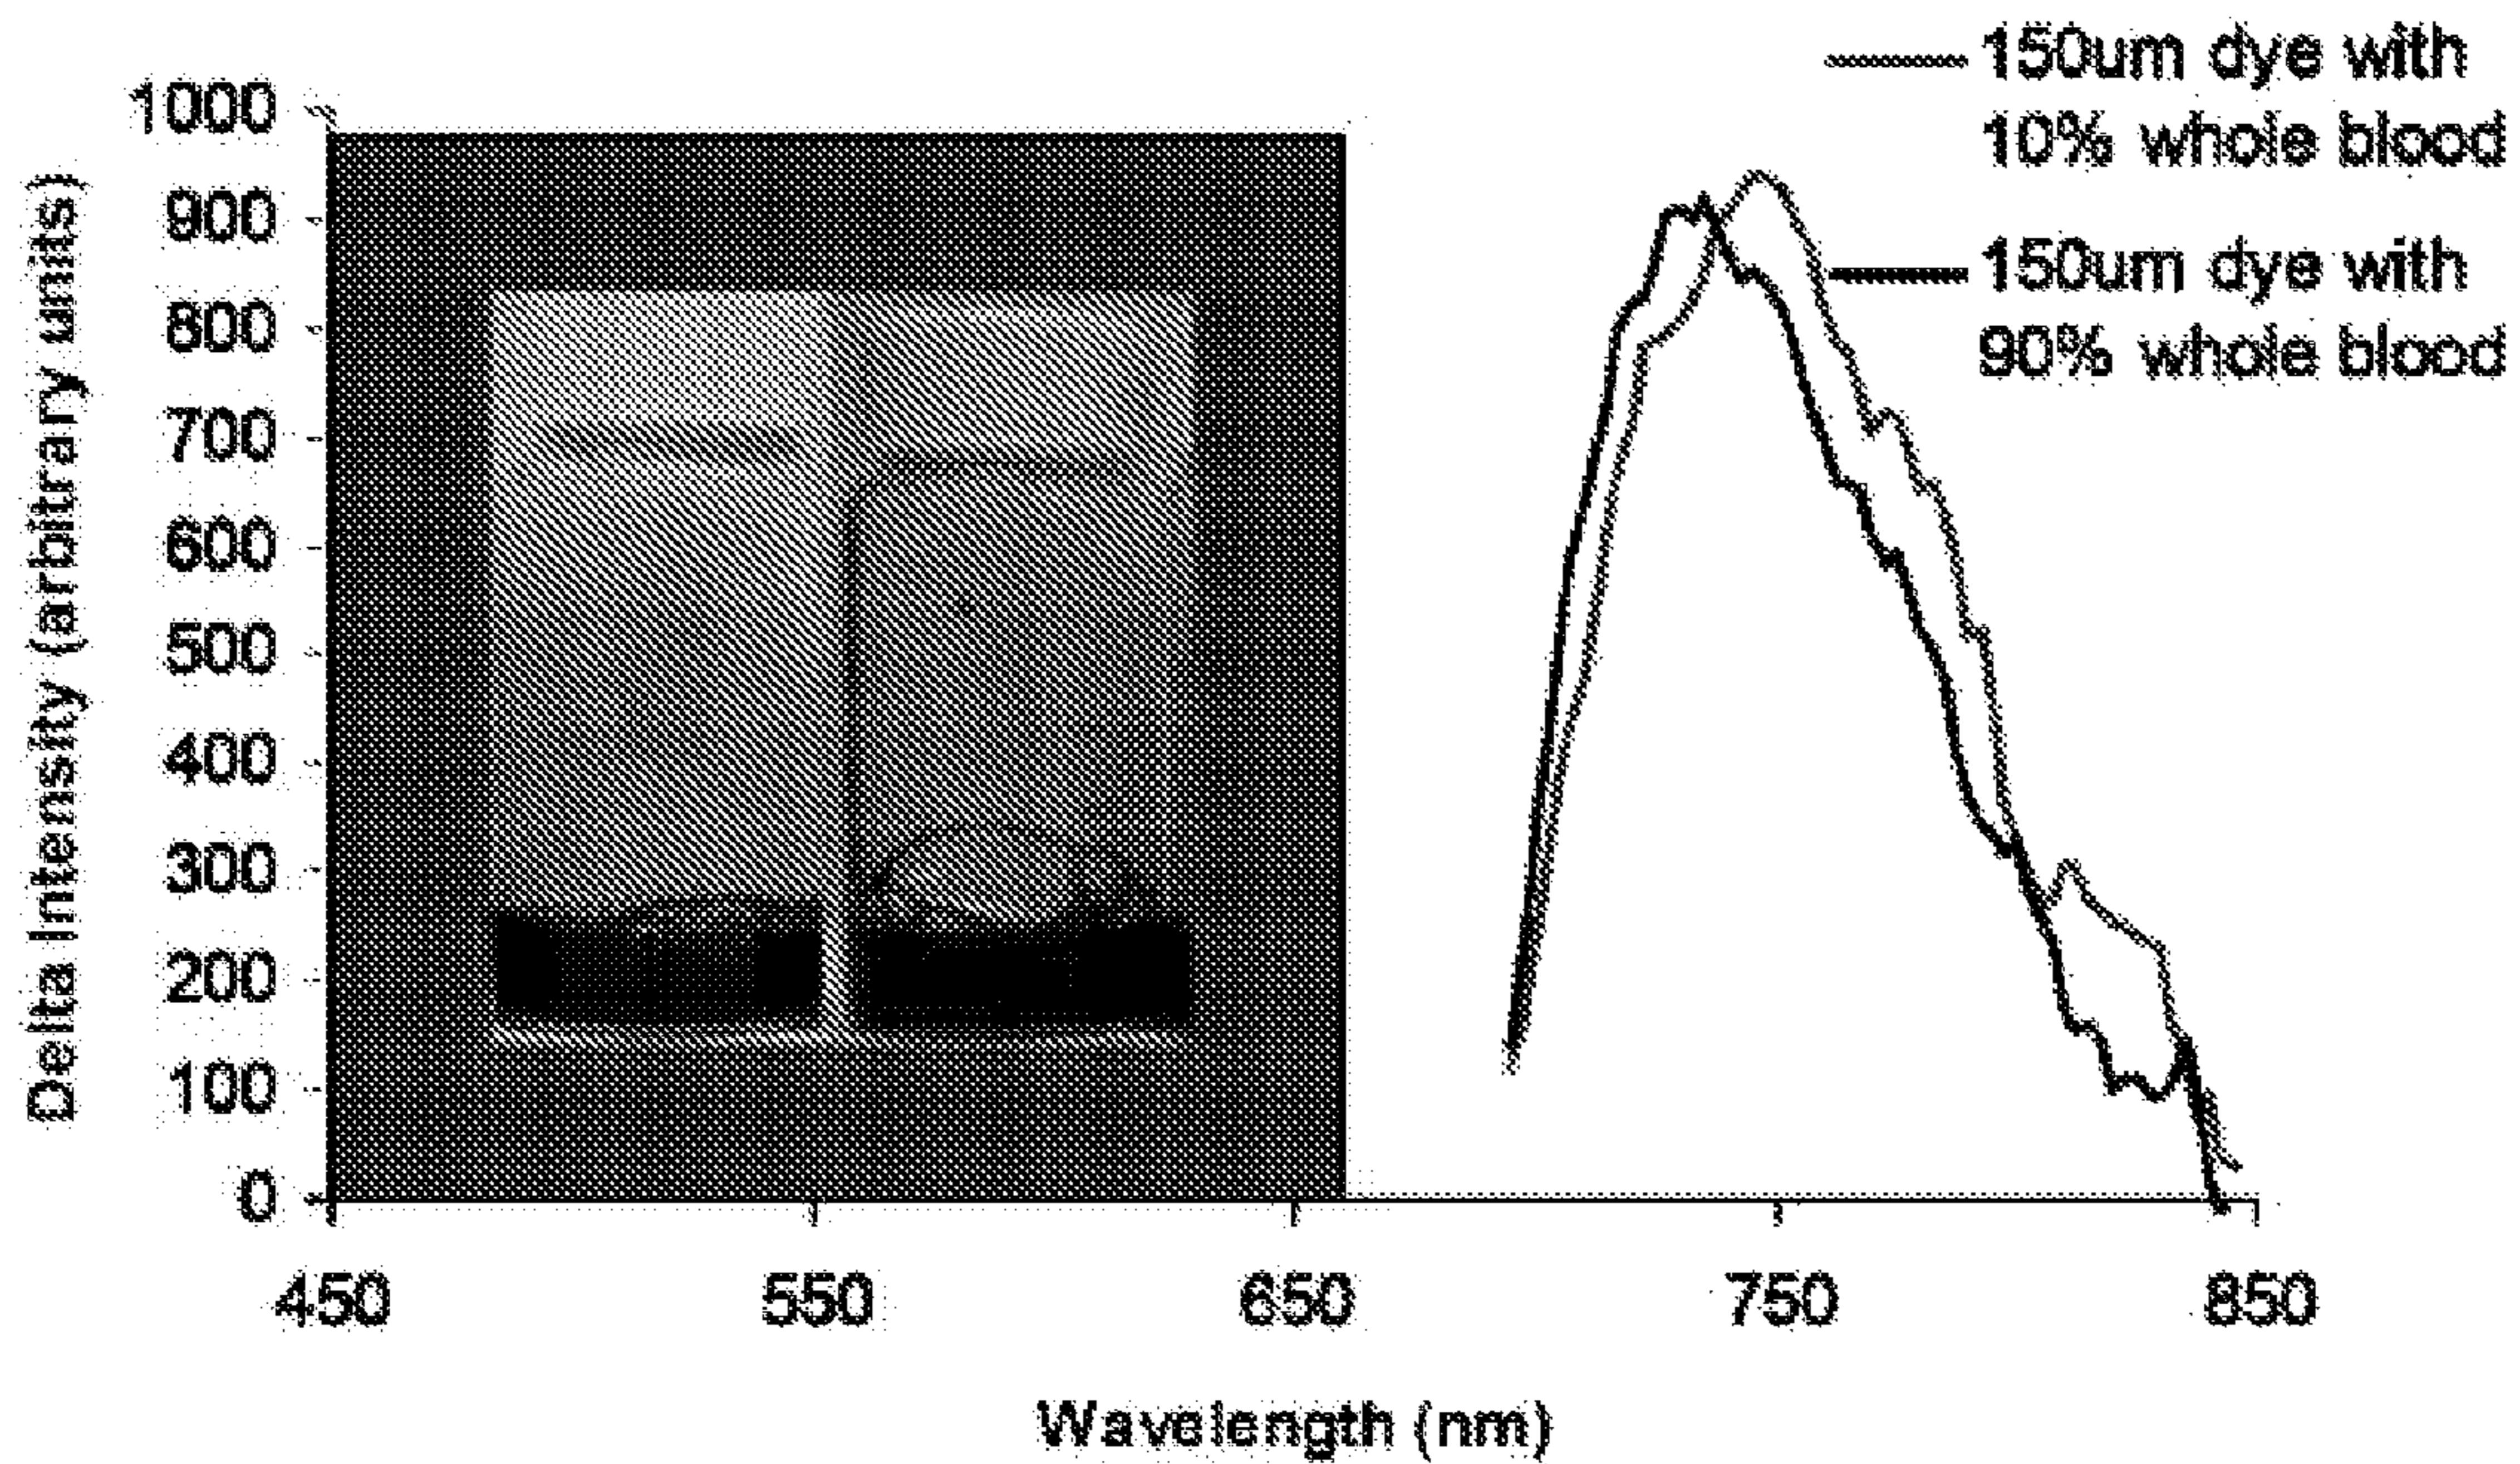 150um dye with
10% whole blood
150um dye with
90% whole blood
Delta Intensity (arbitrary units)
1000
900
800
700
600
500
400
300
200
100
0
450 550 650 750 850
Wavelength (nm)